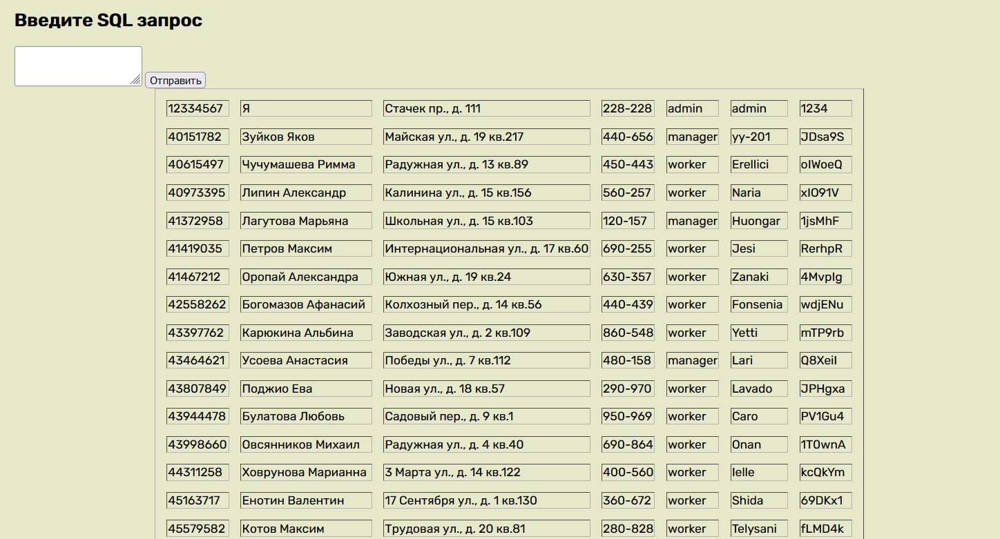 Введите SQL запрос
Отправить
12334567 Я Стачек пр., д. 111 228-228 admin admin 1234
40151782 Зуйков Яков Майская ул., д. 19 кв.217 440-656 manager yy-201 JDsa9S
40615497 Чучумашева Римма Радужная ул., д. 13 кв.89 450-443 worker Erellici oIWoeQ
40973395 Липин Александр Калинина ул., д. 15 кв.156 560-257 worker Naria xIO91V
41372958 Лагутова Марьяна Школьная ул., д. 15 кв.103 120-157 manager Huongar 1jsMhF
41419035 Петров Максим Интернациональная ул., д. 17 кв.60 690-255 worker Jesi RerhpR
41467212 Оропай Александра Южная ул., д. 19 кв.24 630-357 worker Zanaki 4MvpIg
42558262 Богомазов Афанасий Колхозный пер., д. 14 кв.56 440-439 worker Fonsenia wdjENu
43397762 Карюкина Альбина Заводская ул., д. 2 кв.109 860-548 worker Yetti mTP9rb
43464621 Усоева Анастасия Победы ул., д. 7 кв.112 480-158 manager Lari Q8XeiI
43807849 Поджио Ева Новая ул., д. 18 кв.57 290-970 worker Lavado JPHgxa
43944478 Булатова Любовь Садовый пер., д. 9 кв.1 950-969 worker Caro PV1Gu4
43998660 Овсянников Михаил Радужная ул., д. 4 кв.40 690-864 worker Onan 1T0wnA
44311258 Ховрунова Марианна 3 Марта ул., д. 14 кв.122 400-560 worker Ielle kcQkYm
45163717 Енотин Валентин 17 Сентября ул., д. 1 кв.130 360-672 worker Shida 69DKx1
45579582 Котов Максим Трудовая ул., д. 20 кв.81 280-828 worker Telysani fLMD4k